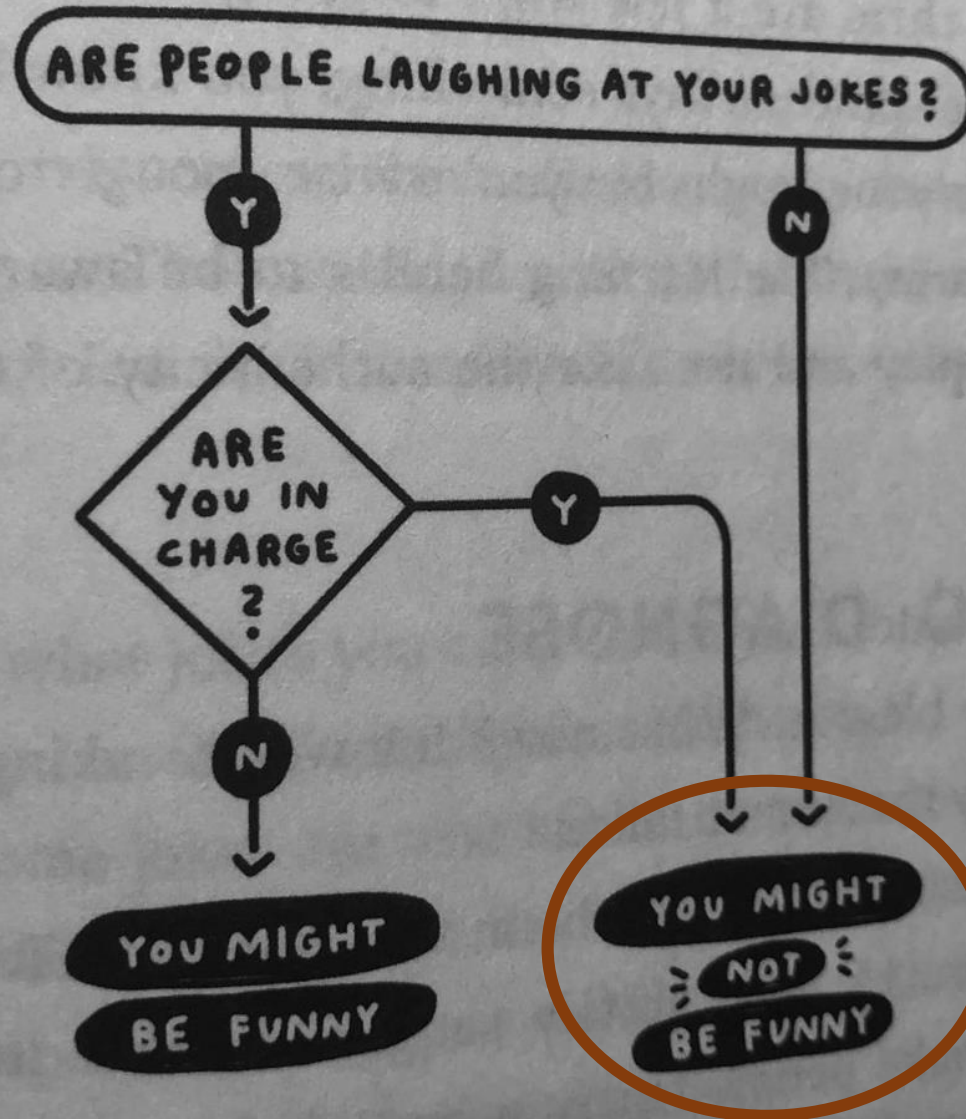 ARE PEOPLE LAUGHING AT YOUR JOKES?
Y
N
ARE
YOU IN
CHARGE
?
Y
N
YOU MIGHT
BE FUNNY
YOU MIGHT
NOT
BE FUNNY